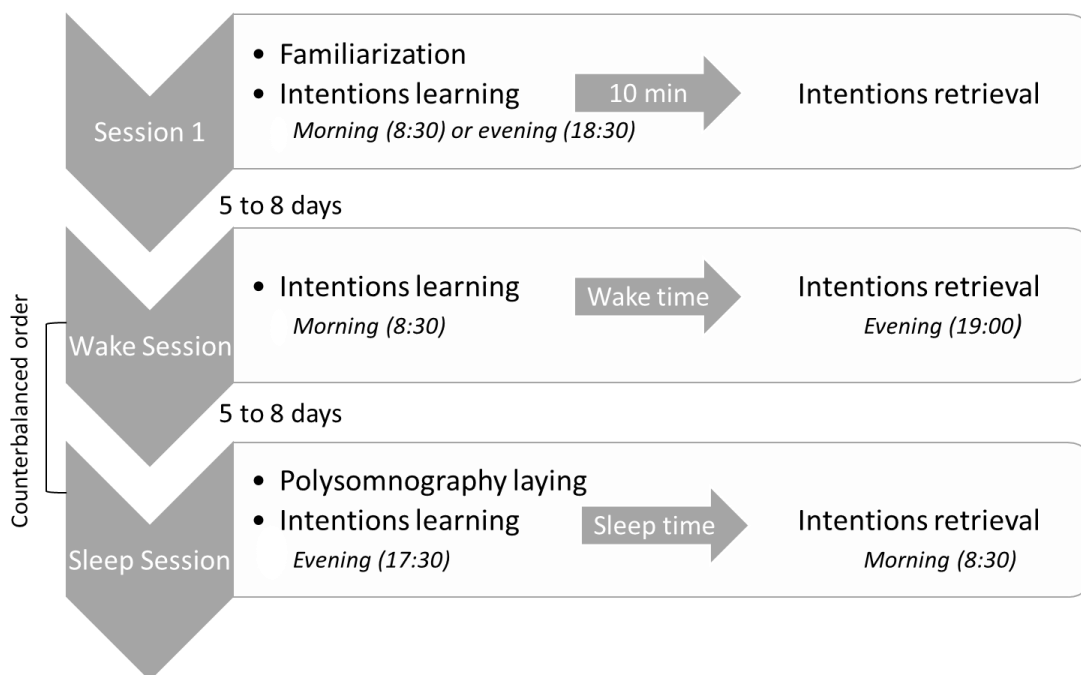 • Familiarization
• Intentions learning
Morning (8:30) or evening (18:30)
10 min
Intentions retrieval
Session 1
5 to 8 days
• Intentions learning
Morning (8:30)
Wake time
Intentions retrieval
Evening (19:00)
Wake Session
Counterbalanced order
5 to 8 days
• Polysomnography laying
• Intentions learning
Evening (17:30)
Sleep time
Intentions retrieval
Morning (8:30)
Sleep Session